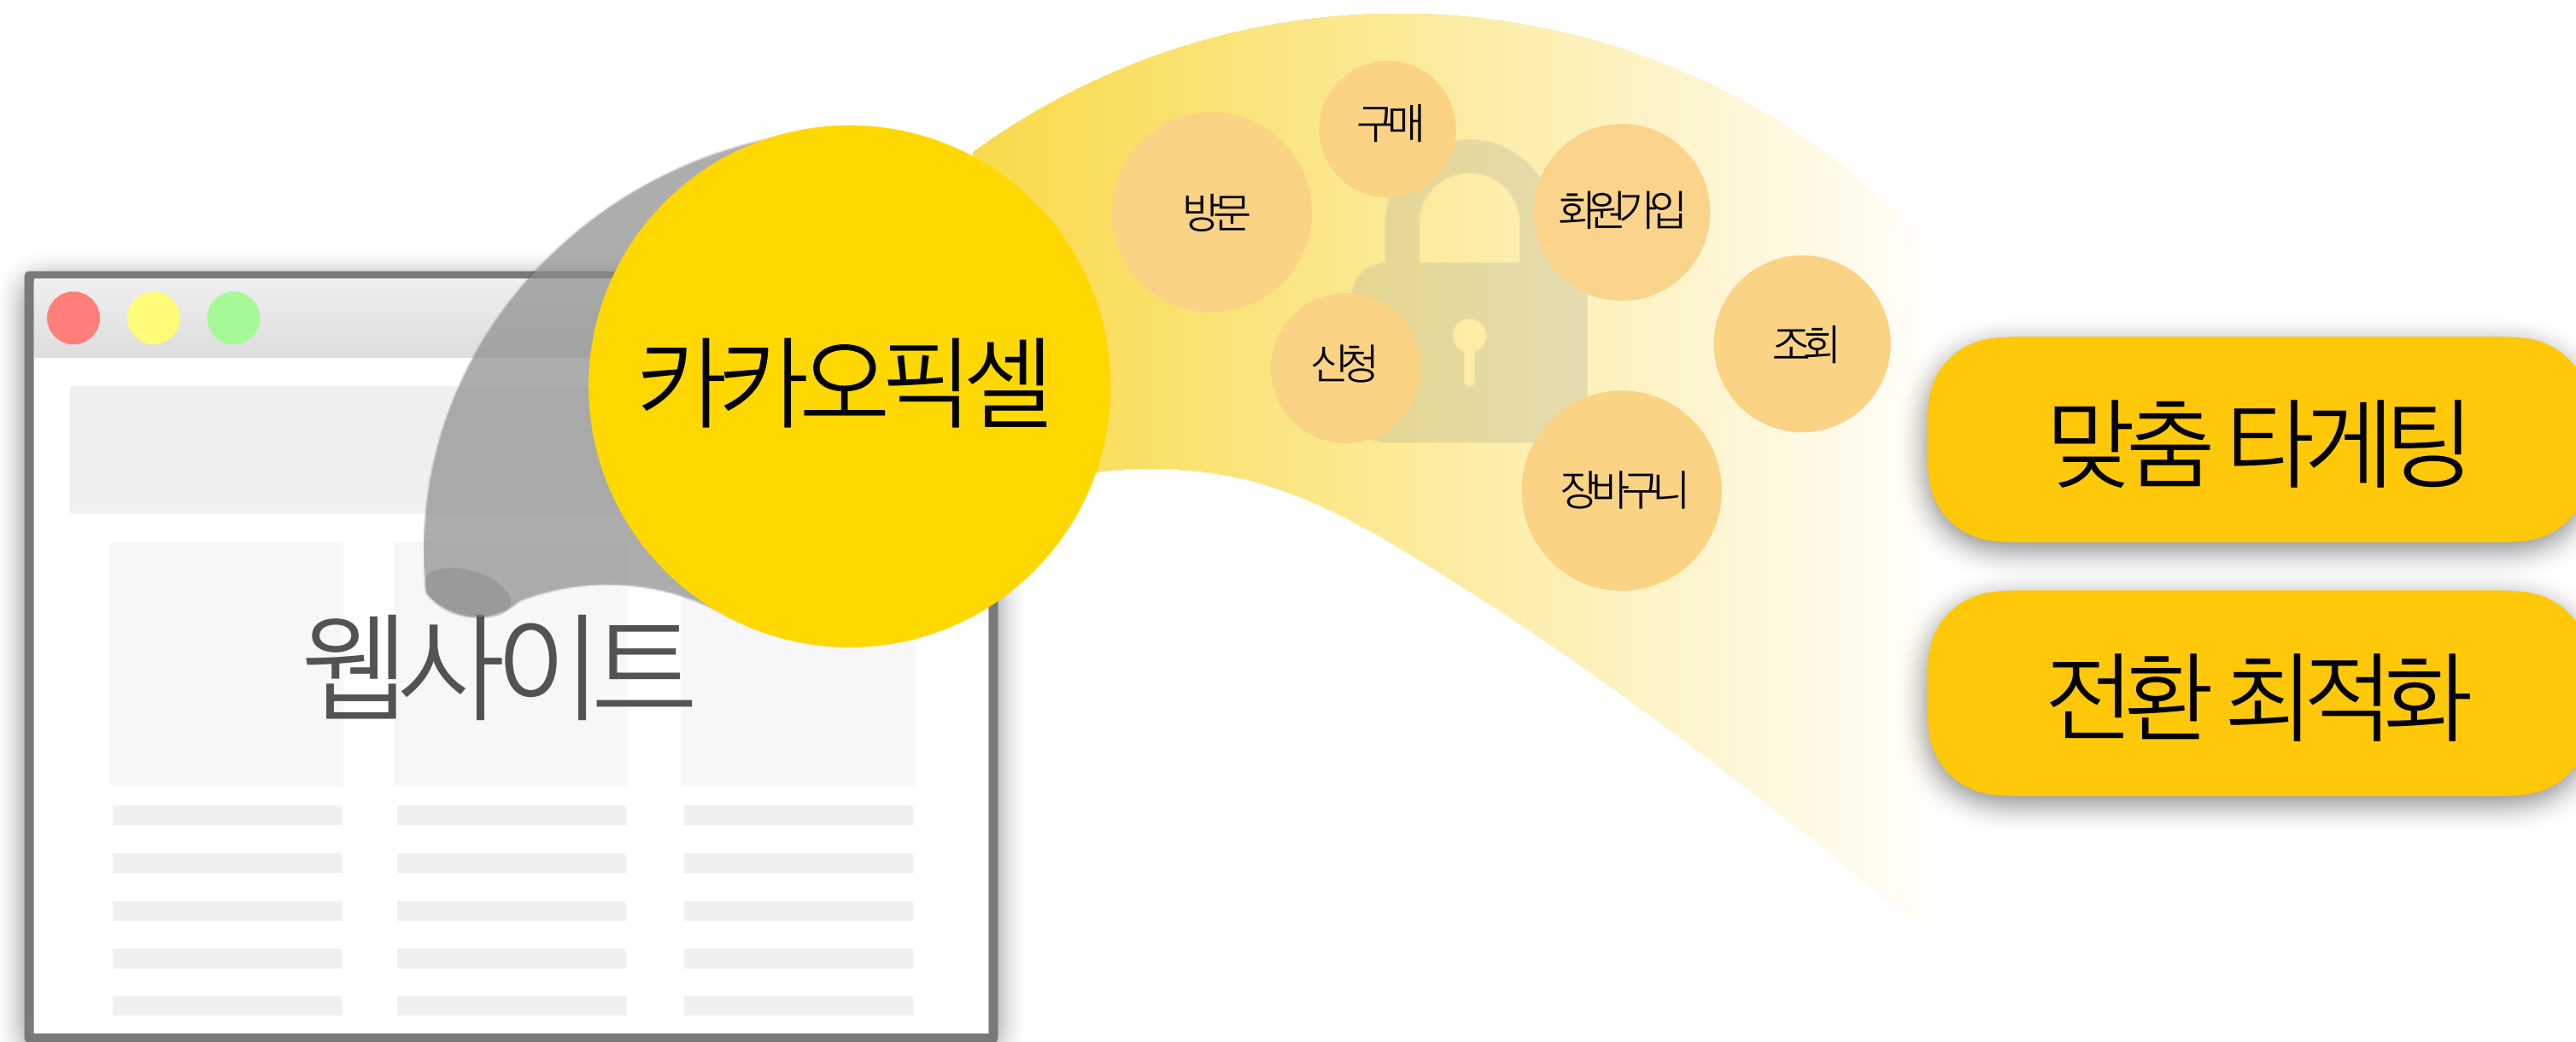 웹사이트
카카오픽셀
방문
구매
회원가입
신청
조회
장바구니
맞춤 타게팅
전환 최적화